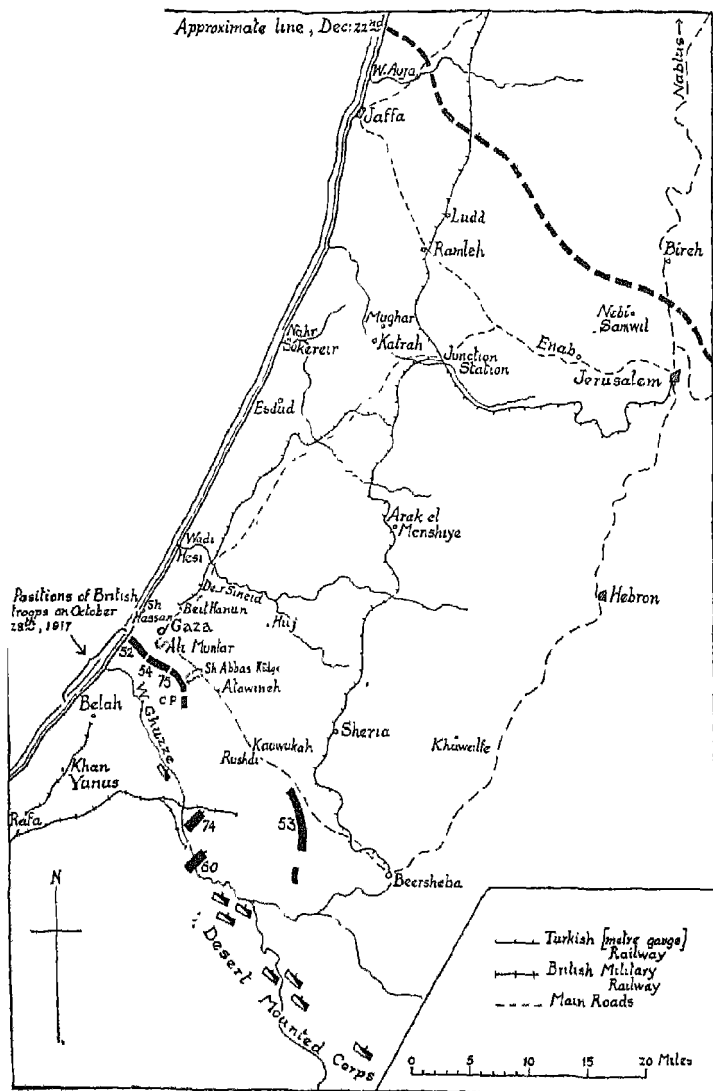 Approximate line, Dec: 22nd
Nablus →
W. Auja
Jaffa
Ludd
Ramleh
Bireh
Mughar
Katrah
Nebi
Samwil
Nahr
Sukereir
Junction
Station
Enab
Jerusalem
Esdud
Arak el
Menshiye
Wadi
Hesi
Hebron
Positions of British
troops on October
28th, 1917
Der Sineid
Beit Hanun
Huj
Sh
Hassan
Gaza
Ali Muntar
52
54
75
Sh Abbas Ridge
C P
Atawineh
Belah
W. Ghuzze
Sheria
Kauwukah
Rushdi
Khuweilfe
Khan
Yunus
Rafa
53
74
60
Beersheba
N
Desert Mounted Corps
Turkish [metre gauge]
Railway
British Military
Railway
Main Roads
0 5 10 15 20 Miles